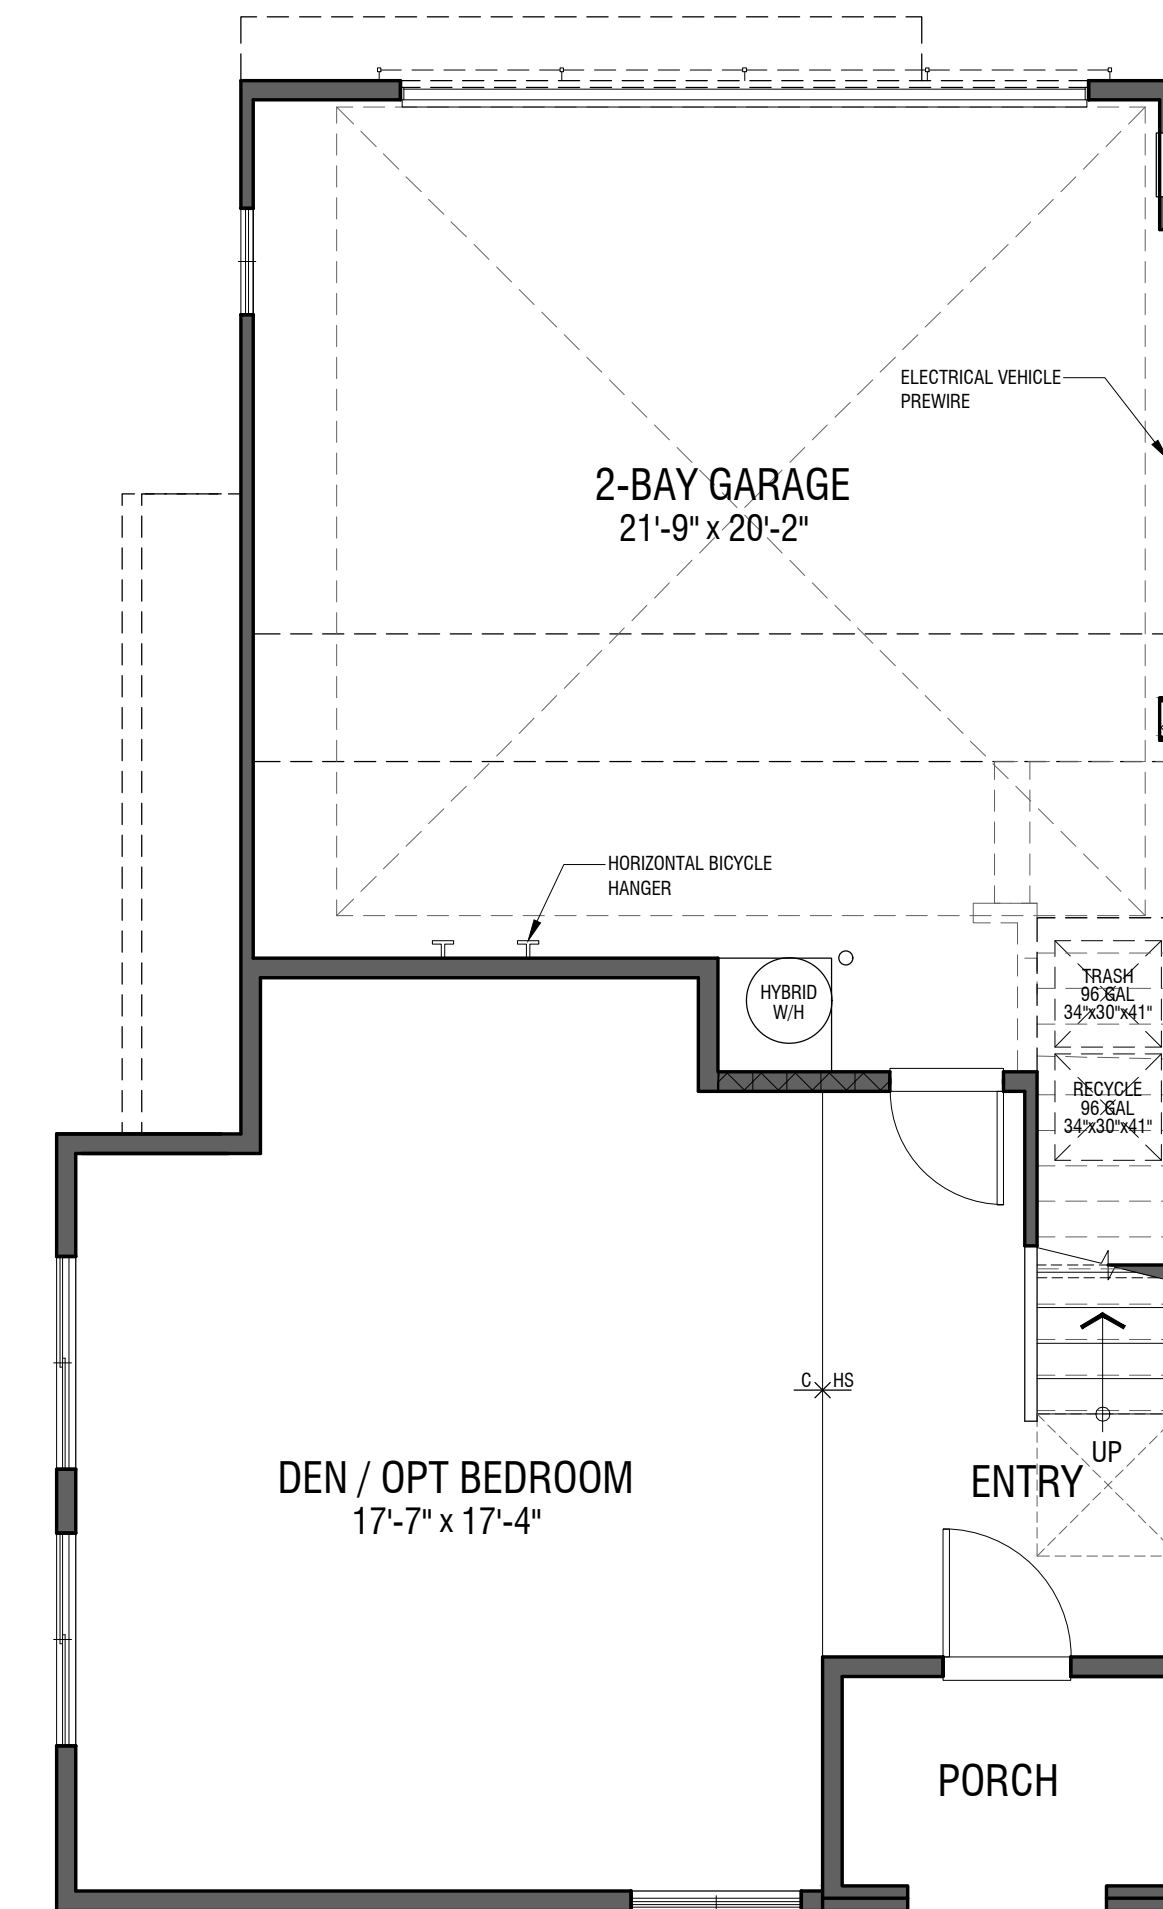 ELECTRICAL VEHICLE
PREWIRE
2-BAY GARAGE
21'-9" x 20'-2"
HORIZONTAL BICYCLE
HANGER
HYBRID
W/H
TRASH
96 GAL
34"x30"x41"
RECYCLE
96 GAL
34"x30"x41"
C HS
UP
ENTRY
DEN / OPT BEDROOM
17'-7" x 17'-4"
PORCH